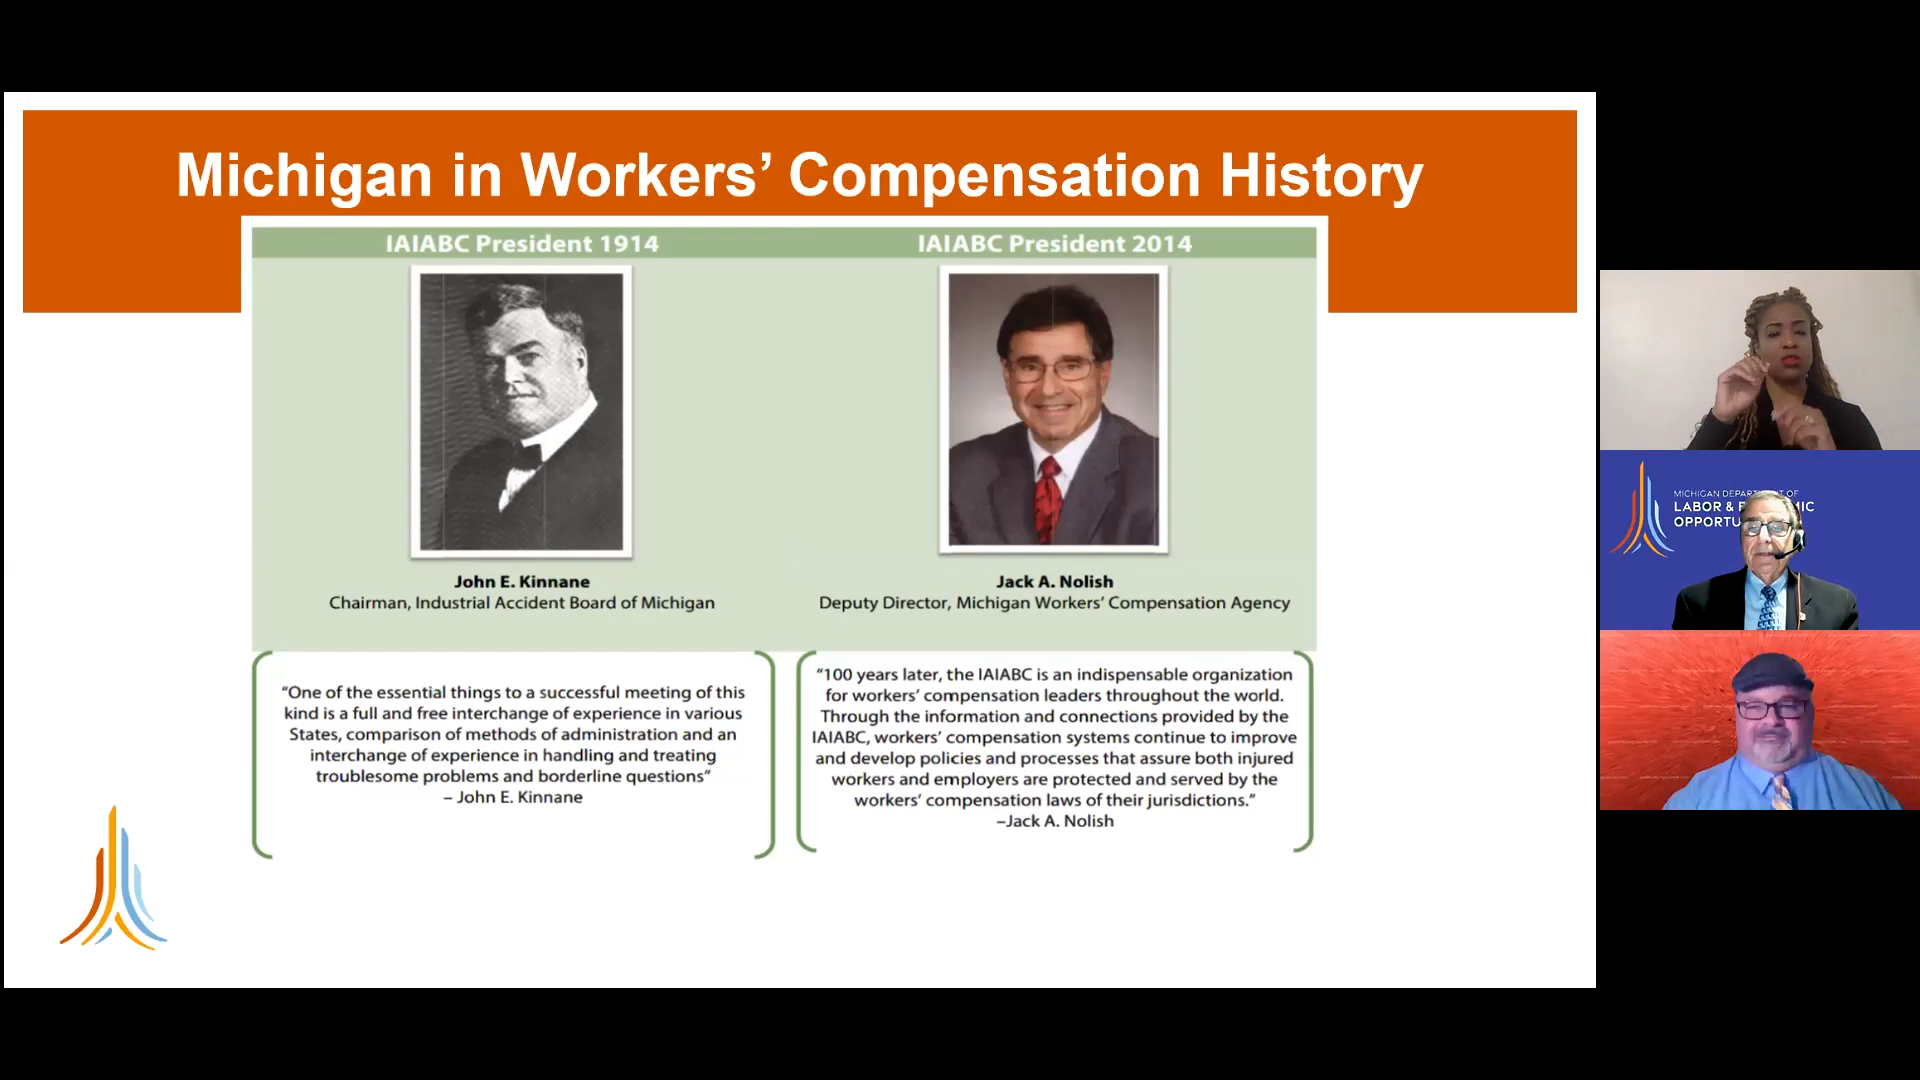 Michigan in Workers’ Compensation History
IAIABC President 1914
John E. Kinnane
Chairman, Industrial Accident Board of Michigan
“One of the essential things to a successful meeting of this
kind is a full and free interchange of experience in various
States, comparison of methods of administration and an
interchange of experience in handling and treating
troublesome problems and borderline questions”
– John E. Kinnane
IAIABC President 2014
Jack A. Nolish
Deputy Director, Michigan Workers’ Compensation Agency
“100 years later, the IAIABC is an indispensable organization
for workers’ compensation leaders throughout the world.
Through the information and connections provided by the
IAIABC, workers’ compensation systems continue to improve
and develop policies and processes that assure both injured
workers and employers are protected and served by the
workers’ compensation laws of their jurisdictions.”
–Jack A. Nolish
MICHIGAN OF
LABOR &